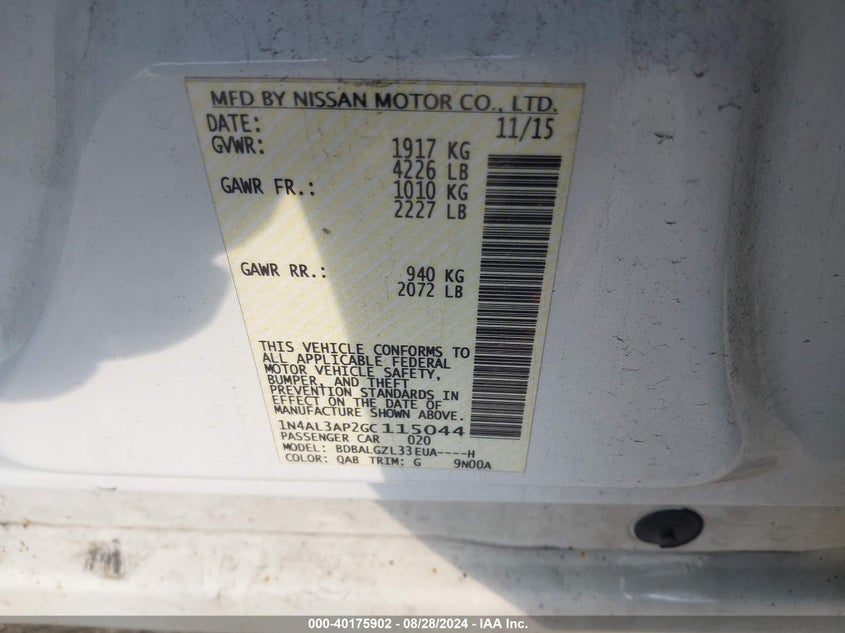 MFD BY NISSAN MOTOR CO., LTD.
DATE: 11/15
GVWR: 1917 KG
4226 LB
GAWR FR.: 1010 KG
2227 LB
GAWR RR.: 940 KG
2072 LB
THIS VEHICLE CONFORMS TO
ALL APPLICABLE FEDERAL
MOTOR VEHICLE SAFETY,
BUMPER, AND THEFT
PREVENTION STANDARDS IN
EFFECT ON THE DATE OF
MANUFACTURE SHOWN ABOVE.
1N4AL3AP2GC115044
PASSENGER CAR 020
MODEL: BDBALGZL33EUA----H
COLOR: QAB TRIM: G 9N00A
000-40175902 - 08/28/2024 - IAA Inc.